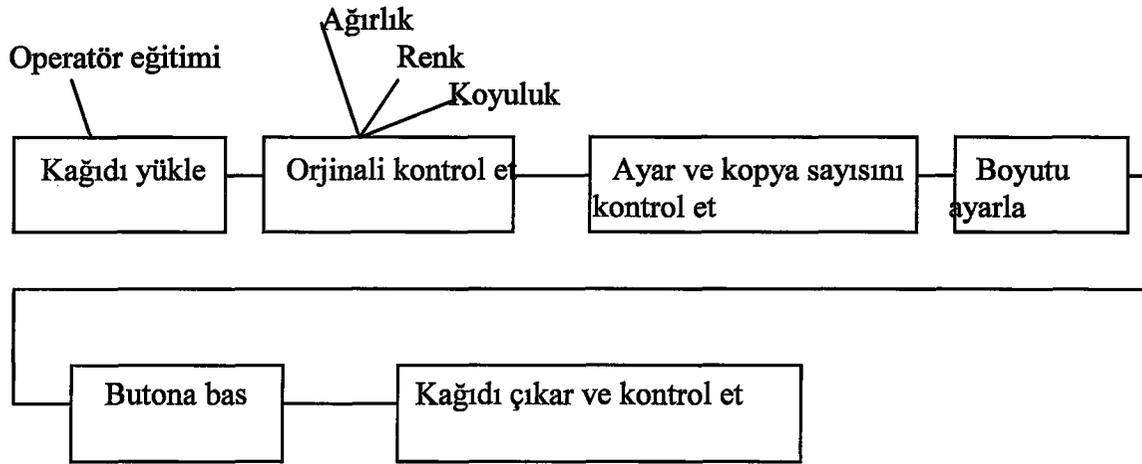 Ağırlık
Operatör eğitimi
Renk
Koyuluk
Kağıdı yükle
Orjinali kontrol et
Ayar ve kopya sayısını
kontrol et
Boyutu
ayarla
Butona bas
Kağıdı çıkar ve kontrol et